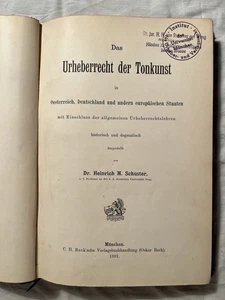 Das
Urheberrecht der Tonkunst
in
Oesterreich, Deutschland und andern europäischen Staaten
mit Einschluss der allgemeinen Urheberrechtslehren
historisch und dogmatisch
dargestellt
von
Dr. Heinrich M. Schuster,
München.
C. H. Beck'sche Verlagsbuchhandlung (Oskar Beck).
1891.